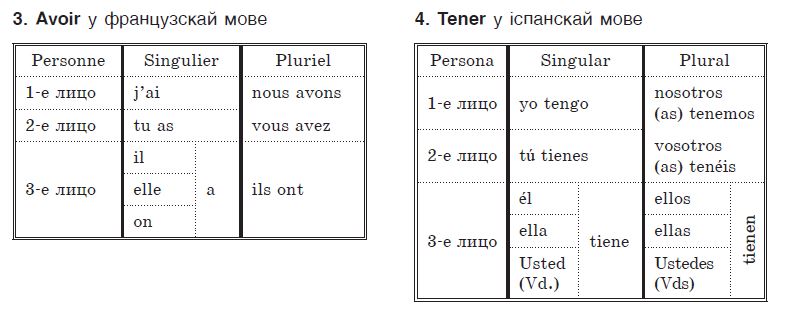 3. Avoir у французскай мове
Personne Singulier Pluriel
1-е лицо j’ai nous avons
2-е лицо tu as vous avez
3-е лицо
il
elle
on
a
ils ont
4. Tener у іспанскай мове
Persona Singular Plural
1-е лицо yo tengo nosotros
(as) tenemos
2-е лицо tú tienes vosotros
(as) tenéis
3-е лицо
él
ella
Usted
(Vd.)
tiene
ellos
ellas
Ustedes
(Vds)
tienen